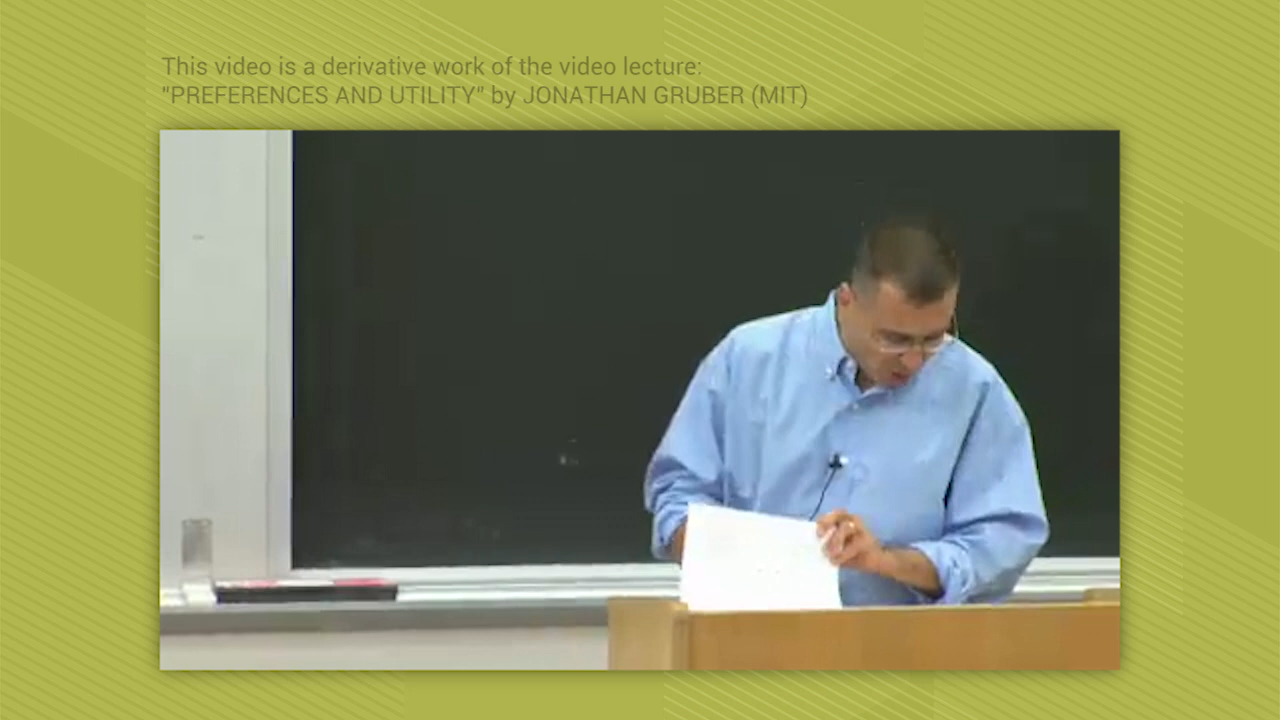 This video is a derivative work of the video lecture:
"PREFERENCES AND UTILITY" by JONATHAN GRUBER (MIT)